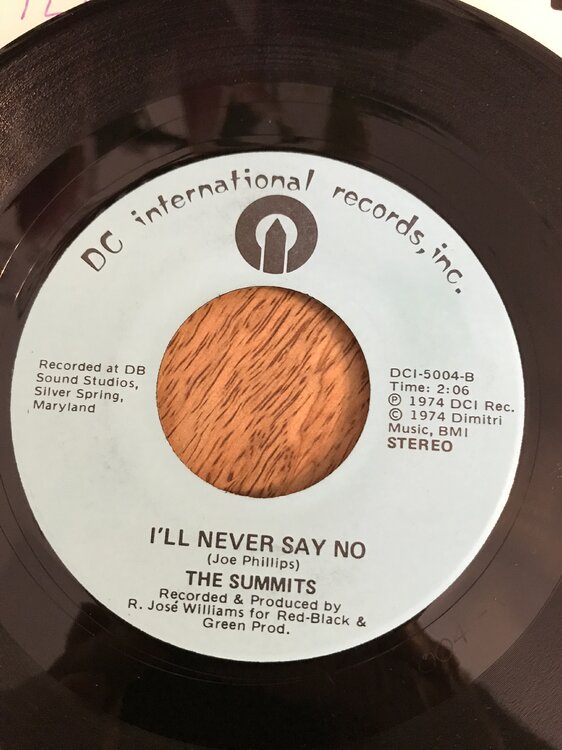 DC international records, inc.
Recorded at DB
Sound Studios,
Silver Spring,
Maryland
DCI-5004-B
Time: 2:06
Ⓟ 1974 DCI Rec.
© 1974 Dimitri
Music, BMI
STEREO
I'LL NEVER SAY NO
(Joe Phillips)
THE SUMMITS
Recorded & Produced by
R. José Williams for Red-Black &
Green Prod.